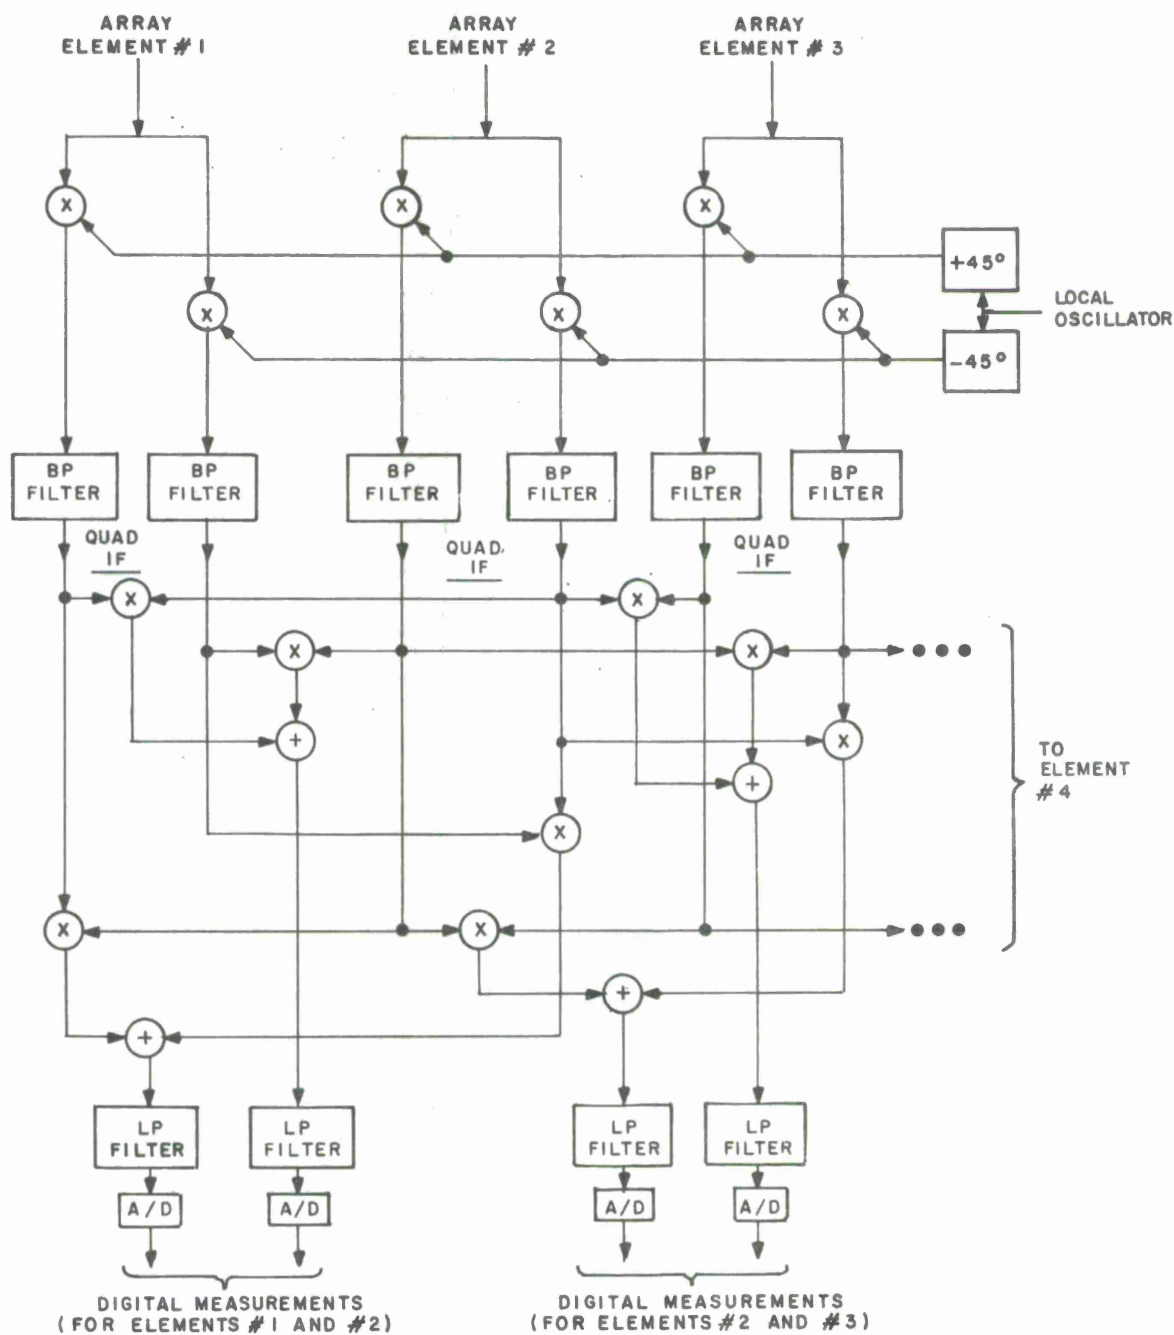 ARRAY
ELEMENT # 1
ARRAY
ELEMENT # 2
ARRAY
ELEMENT # 3
X
X
X
+45°
X
X
X
LOCAL
OSCILLATOR
-45°
BP
FILTER
BP
FILTER
BP
FILTER
BP
FILTER
BP
FILTER
BP
FILTER
QUAD
IF
QUAD.
IF
QUAD
IF
X
X
X
X
+
X
TO
ELEMENT
#4
+
X
X
X
+
+
LP
FILTER
LP
FILTER
LP
FILTER
LP
FILTER
A/D
A/D
A/D
A/D
DIGITAL MEASUREMENTS
(FOR ELEMENTS #1 AND #2)
DIGITAL MEASUREMENTS
(FOR ELEMENTS #2 AND #3)